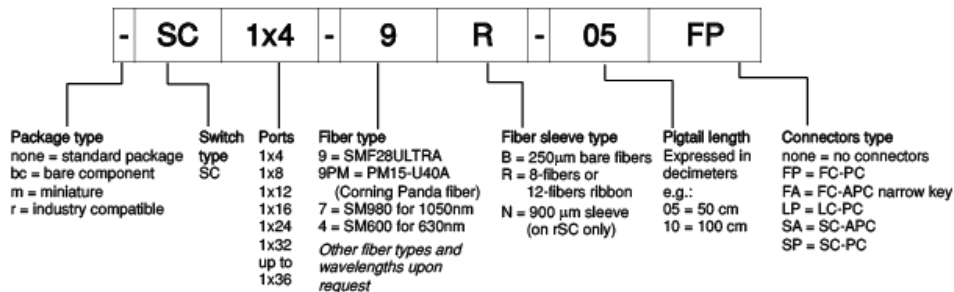 - SC 1x4 - 9 R - 05 FP
Package type
none = standard package
bc = bare component
m = miniature
r = industry compatible
Switch
type
SC
Ports
1x4
1x8
1x12
1x16
1x24
1x32
up to
1x36
Fiber type
9 = SMF28ULTRA
9PM = PM15-U40A
(Corning Panda fiber)
7 = SM980 for 1050nm
4 = SM600 for 630nm
Other fiber types and
wavelengths upon
request
Fiber sleeve type
B = 250µm bare fibers
R = 8-fibers or
12-fibers ribbon
N = 900 µm sleeve
(on rSC only)
Pigtail length
Expressed in
decimeters
e.g.:
05 = 50 cm
10 = 100 cm
Connectors type
none = no connectors
FP = FC-PC
FA = FC-APC narrow key
LP = LC-PC
SA = SC-APC
SP = SC-PC